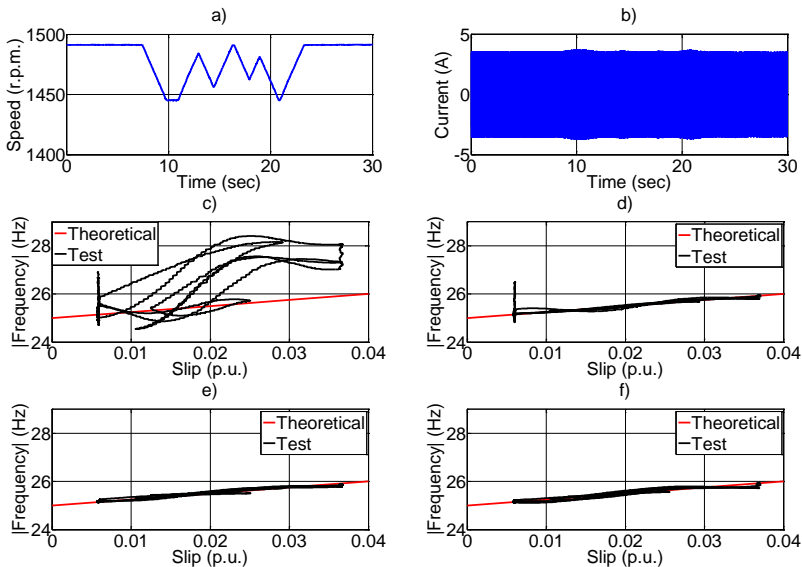 a)
1500
1450
1400
Speed (r.p.m.)
0 10 20 30
Time (sec)
b)
5
0
-5
Current (A)
0 10 20 30
Time (sec)
c)
28
26
24
|Frequency| (Hz)
Theoretical
Test
0 0.01 0.02 0.03 0.04
Slip (p.u.)
d)
28
26
24
|Frequency| (Hz)
Theoretical
Test
0 0.01 0.02 0.03 0.04
Slip (p.u.)
e)
28
26
24
|Frequency| (Hz)
Theoretical
Test
0 0.01 0.02 0.03 0.04
Slip (p.u.)
f)
28
26
24
|Frequency| (Hz)
Theoretical
Test
0 0.01 0.02 0.03 0.04
Slip (p.u.)